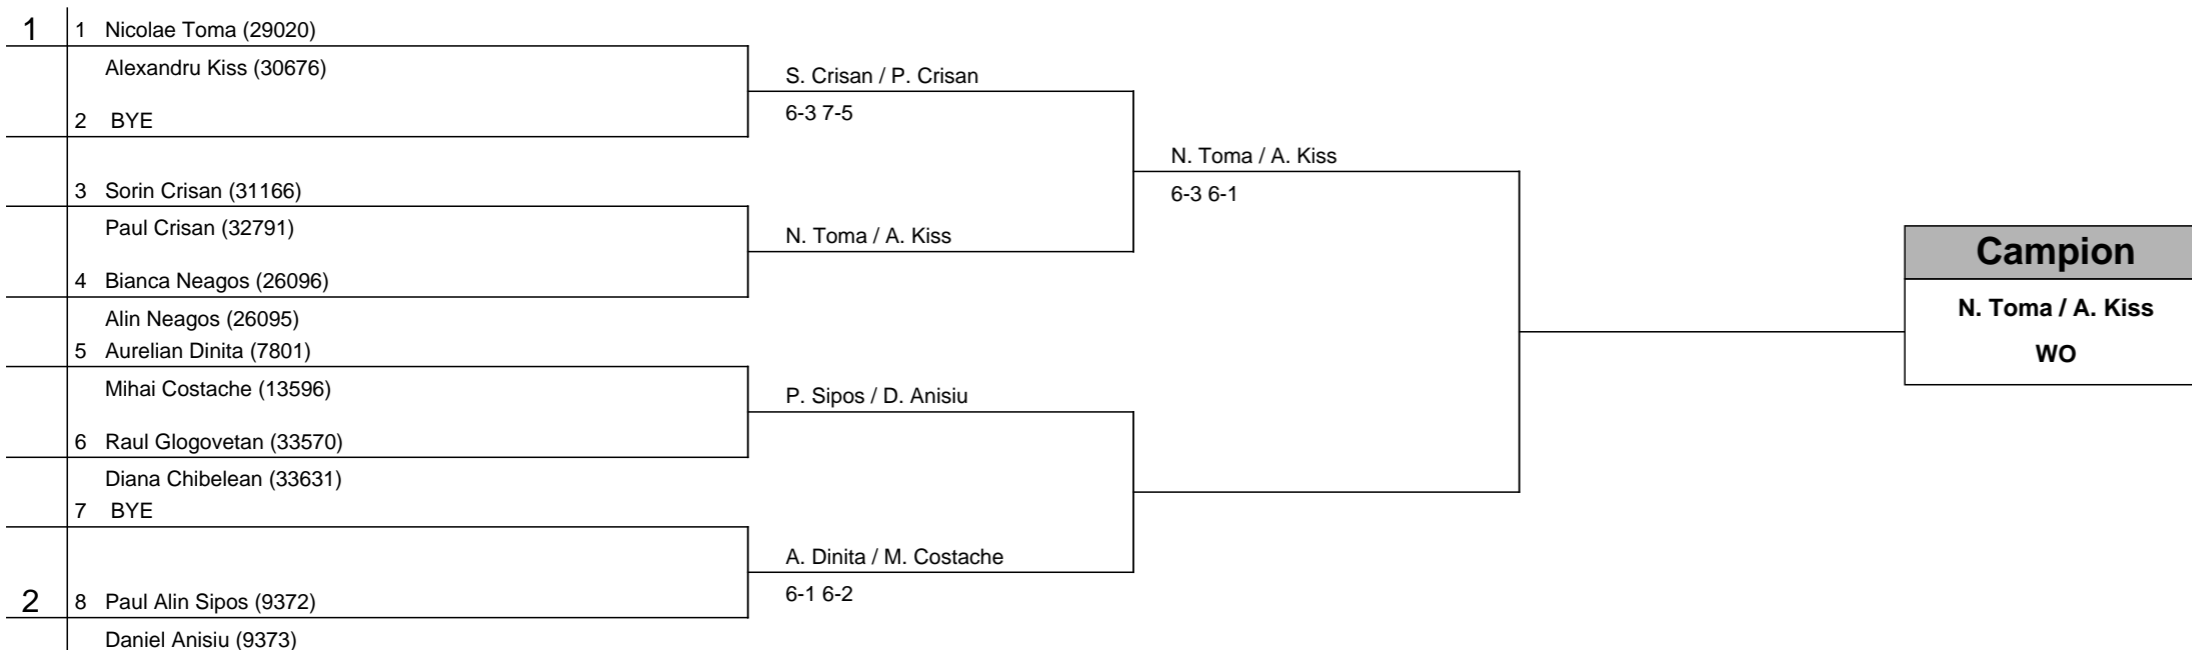 1
1 Nicolae Toma (29020)
Alexandru Kiss (30676)
2 BYE
3 Sorin Crisan (31166)
Paul Crisan (32791)
4 Bianca Neagos (26096)
Alin Neagos (26095)
5 Aurelian Dinita (7801)
Mihai Costache (13596)
6 Raul Glogovetan (33570)
Diana Chibelean (33631)
7 BYE
2
8 Paul Alin Sipos (9372)
Daniel Anisiu (9373)
S. Crisan / P. Crisan
6-3 7-5
N. Toma / A. Kiss
P. Sipos / D. Anisiu
A. Dinita / M. Costache
6-1 6-2
N. Toma / A. Kiss
6-3 6-1
Campion
N. Toma / A. Kiss
WO